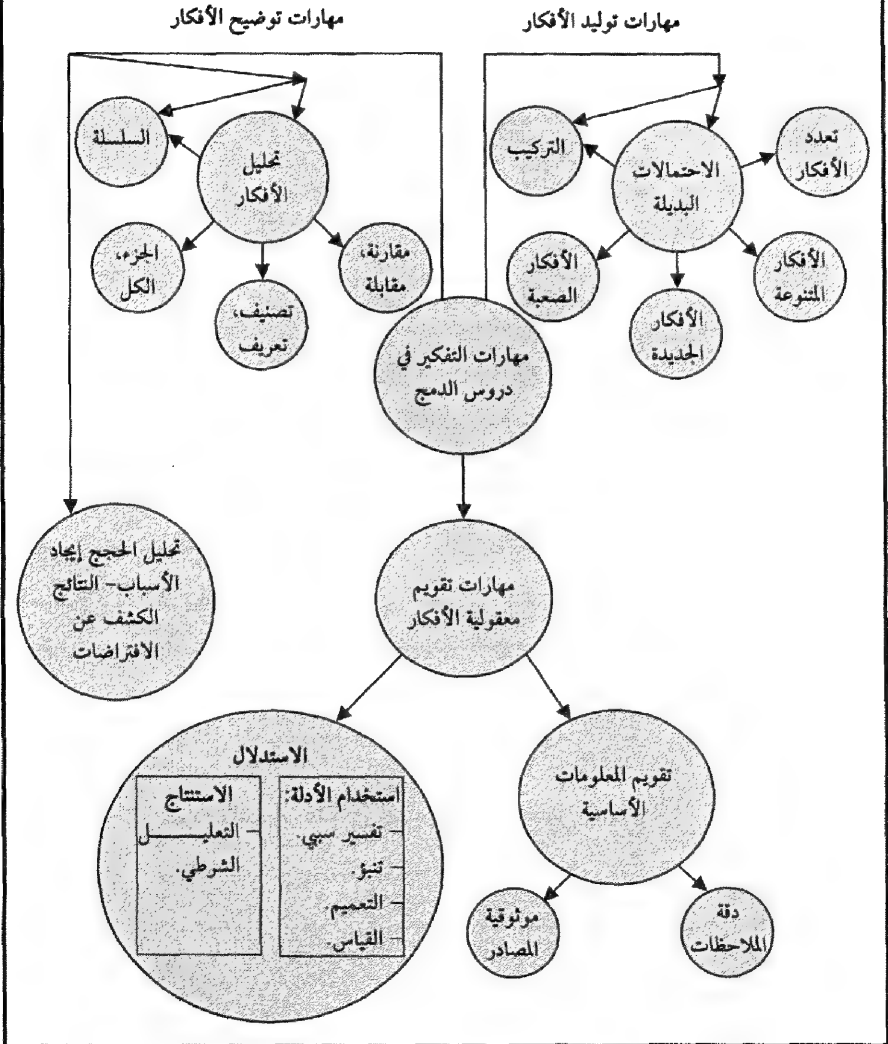 مهارات توليد الأفكار
مهارات توضيح الأفكار
تعدد
الأفكار
الاحتمالات
البديلة
التركيب
الأفكار
المتنوعة
الأفكار
الجديدة
الأفكار
الصعبة
تحليل
الأفكار
السلسلة
مقارنة،
مقابلة
تصنيف،
تعريف
الجزء،
الكل
مهارات التفكير في
دروس الدمج
تحليل الحجج إيجاد
الأسباب- النتائج
الكشف عن
الافتراضات
مهارات تقويم
معقولية الأفكار
تقويم المعلومات
الأساسية
دقة
الملاحظات
موثوقية
المصادر
الاستدلال
استخدام الأدلة:
– تفسير سببي.
– تنبؤ.
– التعميم.
– القياس.
الاستنتاج
– التعليـــــل
الشرطي.